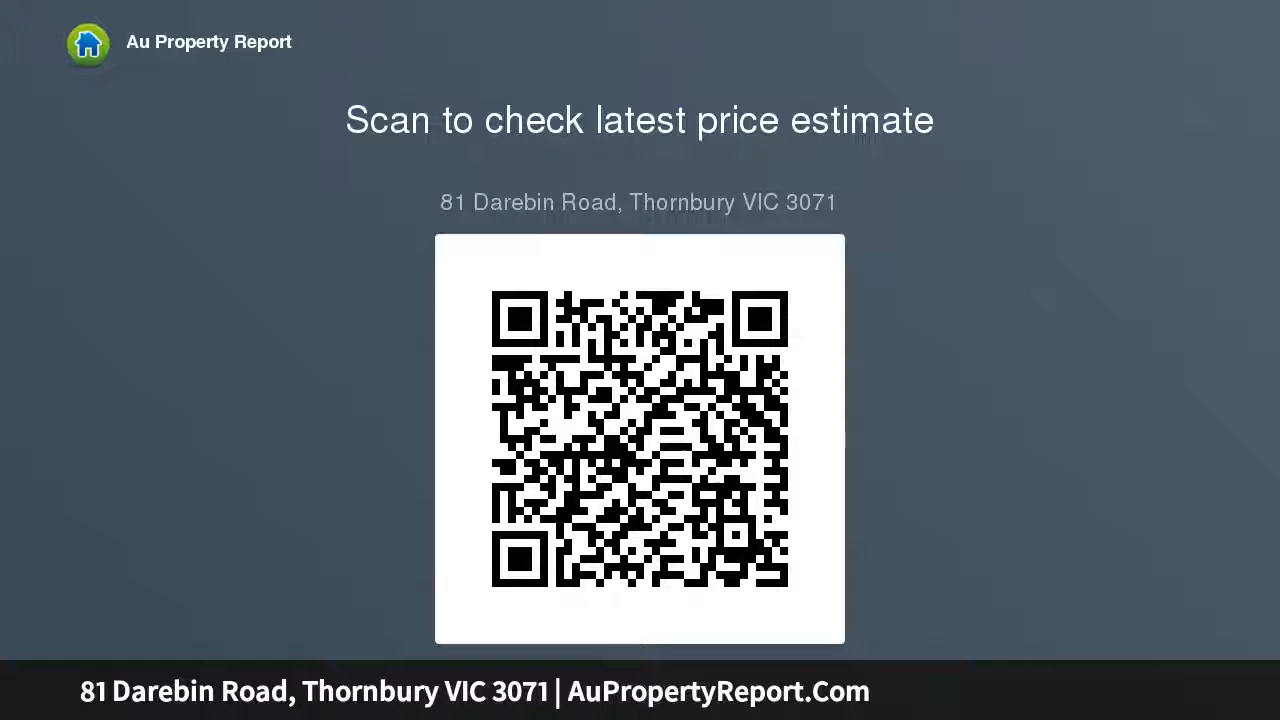 Au Property Report
Scan to check latest price estimate
81 Darebin Road, Thornbury VIC 3071
81 Darebin Road, Thornbury VIC 3071 | AuPropertyReport.Com